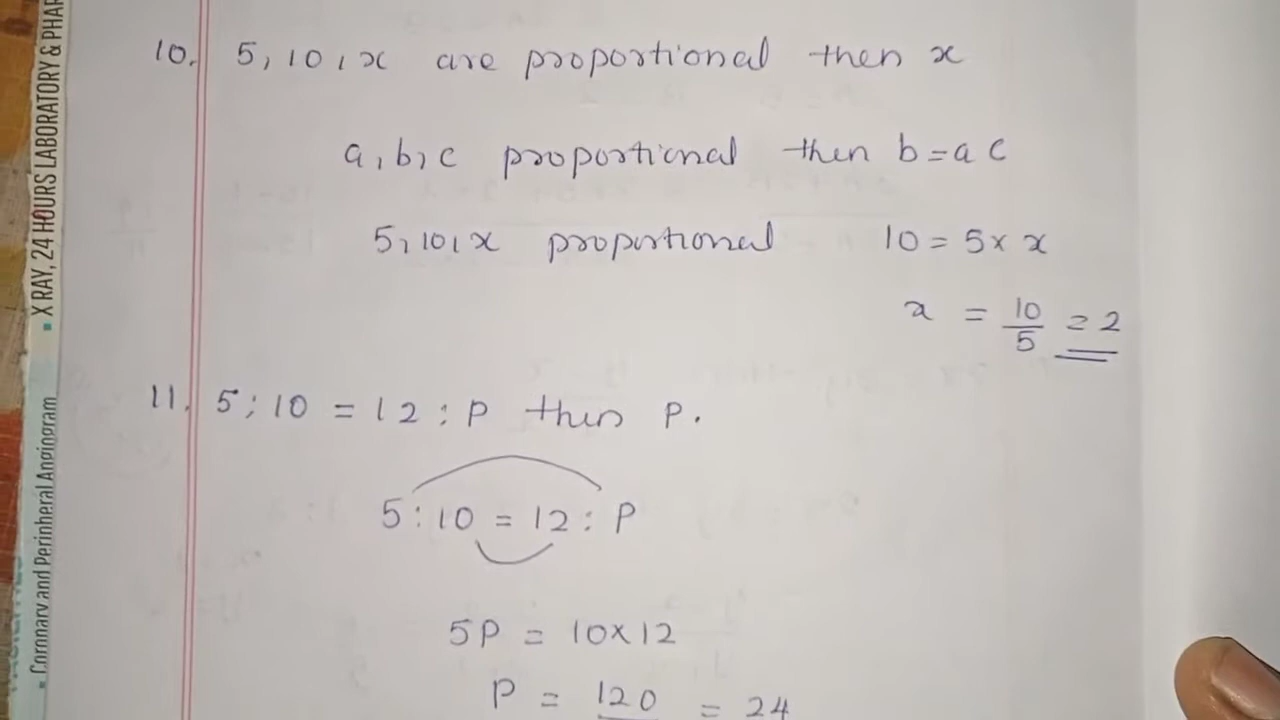 10. 5, 10, x are proportional then x
a, b, c proportional then b = a c
5, 10, x proportional 10 = 5 × x
x = 10/5 = 2
11. 5 : 10 = 12 : P then P.
5 : 10 = 12 : P
5P = 10 × 12
P = 120 = 24
• X RAY, 24 HOURS LABORATORY & PHAR
• Coronary and Peripheral Angiogram